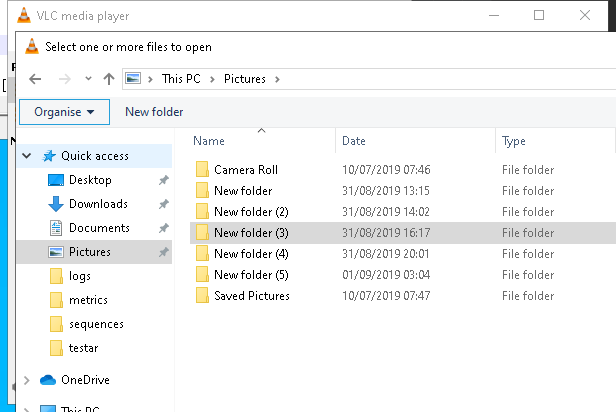 VLC media player
Select one or more files to open
This PC > Pictures >
Organise New folder
Name Date Type
Quick access
Desktop
Downloads
Documents
Pictures
logs
metrics
sequences
testar
OneDrive
This PC
Camera Roll 10/07/2019 07:46 File folder
New folder 31/08/2019 13:15 File folder
New folder (2) 31/08/2019 14:02 File folder
New folder (3) 31/08/2019 16:17 File folder
New folder (4) 31/08/2019 20:01 File folder
New folder (5) 01/09/2019 03:04 File folder
Saved Pictures 10/07/2019 07:47 File folder